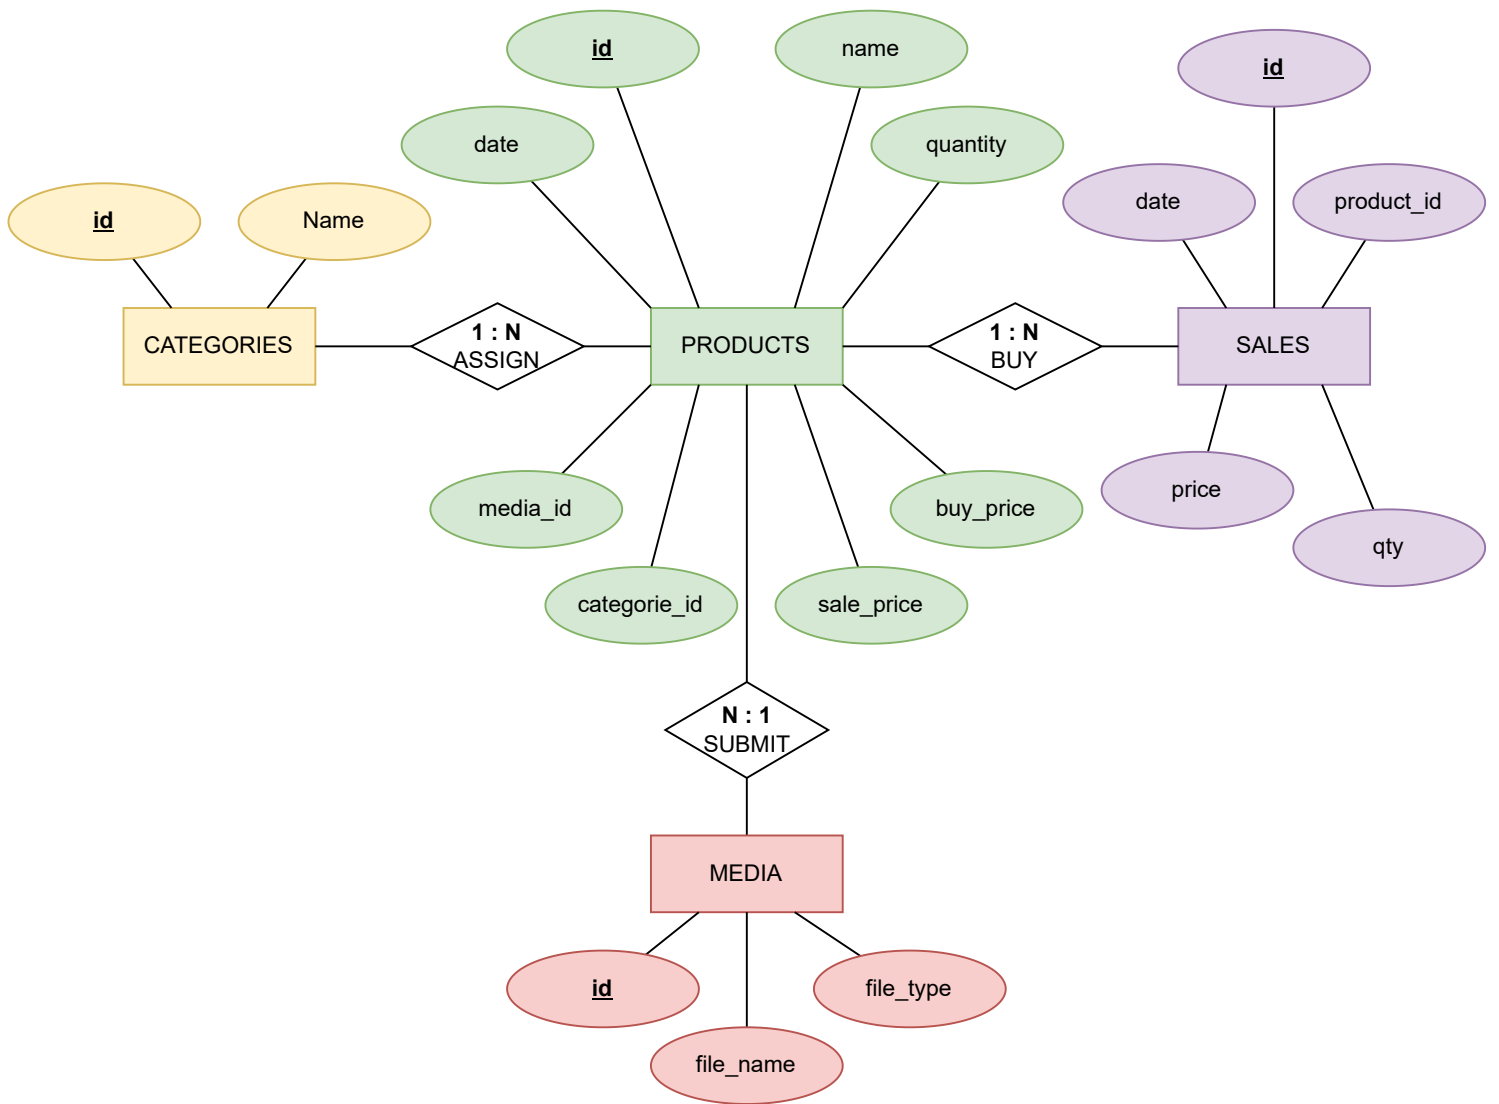 id
name
id
date
quantity
date
product_id
id
Name
CATEGORIES
1 : N
ASSIGN
PRODUCTS
1 : N
BUY
SALES
media_id
buy_price
price
qty
categorie_id
sale_price
N : 1
SUBMIT
MEDIA
id
file_type
file_name